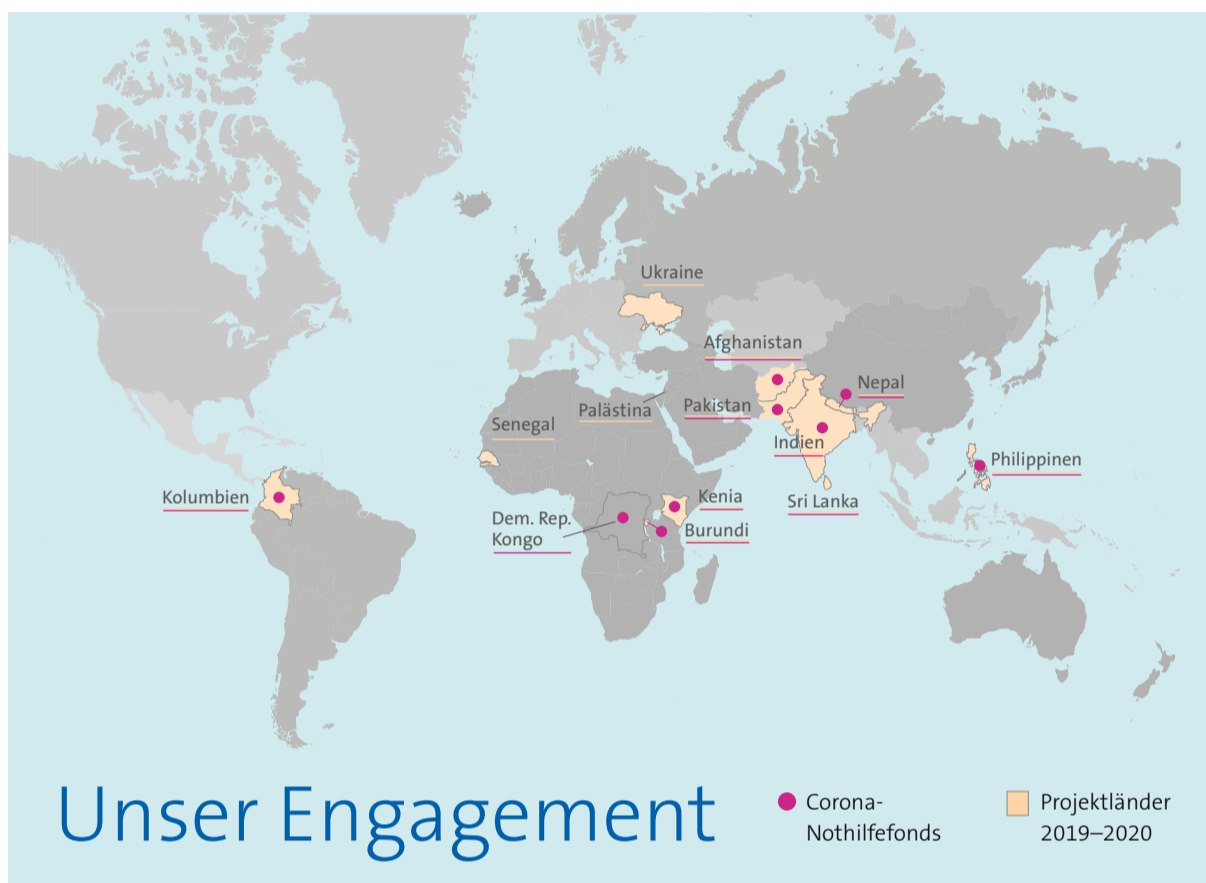 Ukraine
Afghanistan
Nepal
Palästina
Pakistan
Senegal
Indien
Philippinen
Kolumbien
Kenia
Sri Lanka
Dem. Rep.
Kongo
Burundi
Unser Engagement
Corona-
Nothilfefonds
Projektländer
2019–2020